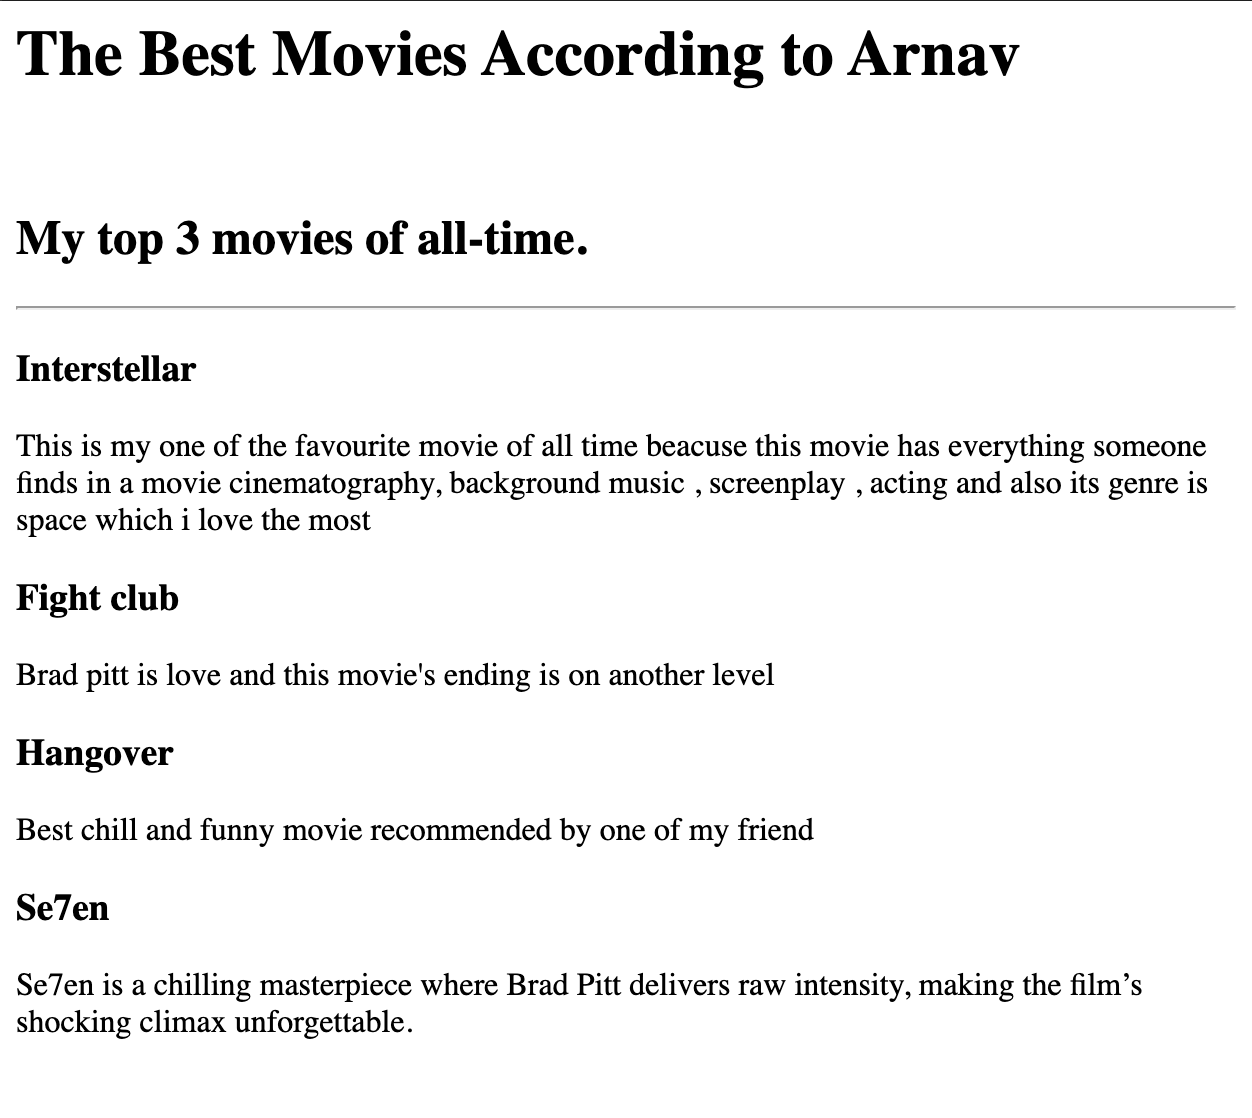 The Best Movies According to Arnav
My top 3 movies of all-time.
Interstellar
This is my one of the favourite movie of all time beacuse this movie has everything someone
finds in a movie cinematography, background music , screenplay , acting and also its genre is
space which i love the most
Fight club
Brad pitt is love and this movie's ending is on another level
Hangover
Best chill and funny movie recommended by one of my friend
Se7en
Se7en is a chilling masterpiece where Brad Pitt delivers raw intensity, making the film’s
shocking climax unforgettable.